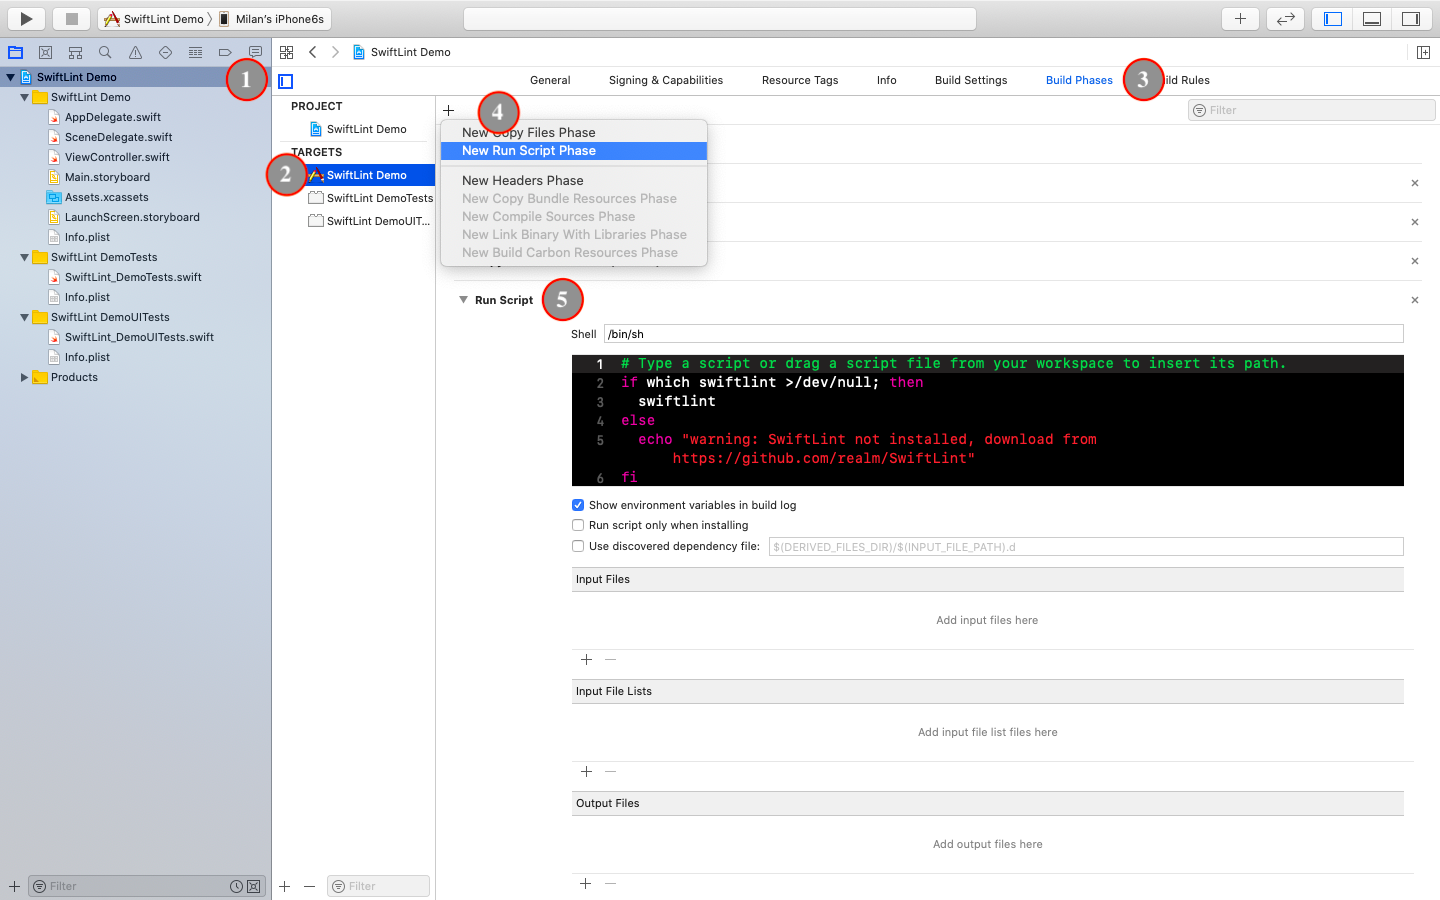 SwiftLint Demo
Milan's iPhone6s
SwiftLint Demo
SwiftLint Demo
1
SwiftLint Demo
AppDelegate.swift
SceneDelegate.swift
ViewController.swift
Main.storyboard
Assets.xcassets
LaunchScreen.storyboard
Info.plist
SwiftLint DemoTests
SwiftLint_DemoTests.swift
Info.plist
SwiftLint DemoUITests
SwiftLint_DemoUITests.swift
Info.plist
Products
Filter
General
Signing & Capabilities
Resource Tags
Info
Build Settings
Build Phases
3
ild Rules
PROJECT
SwiftLint Demo
TARGETS
2
SwiftLint Demo
SwiftLint DemoTests
SwiftLint DemoUIT...
Filter
4
Filter
New Copy Files Phase
New Run Script Phase
New Headers Phase
New Copy Bundle Resources Phase
New Compile Sources Phase
New Link Binary With Libraries Phase
New Build Carbon Resources Phase
Run Script
5
Shell
/bin/sh
1 # Type a script or drag a script file from your workspace to insert its path.
2 if which swiftlint >/dev/null; then
3 swiftlint
4 else
5 echo "warning: SwiftLint not installed, download from
https://github.com/realm/SwiftLint"
6 fi
Show environment variables in build log
Run script only when installing
Use discovered dependency file:
$(DERIVED_FILES_DIR)/$(INPUT_FILE_PATH).d
Input Files
Add input files here
Input File Lists
Add input file list files here
Output Files
Add output files here